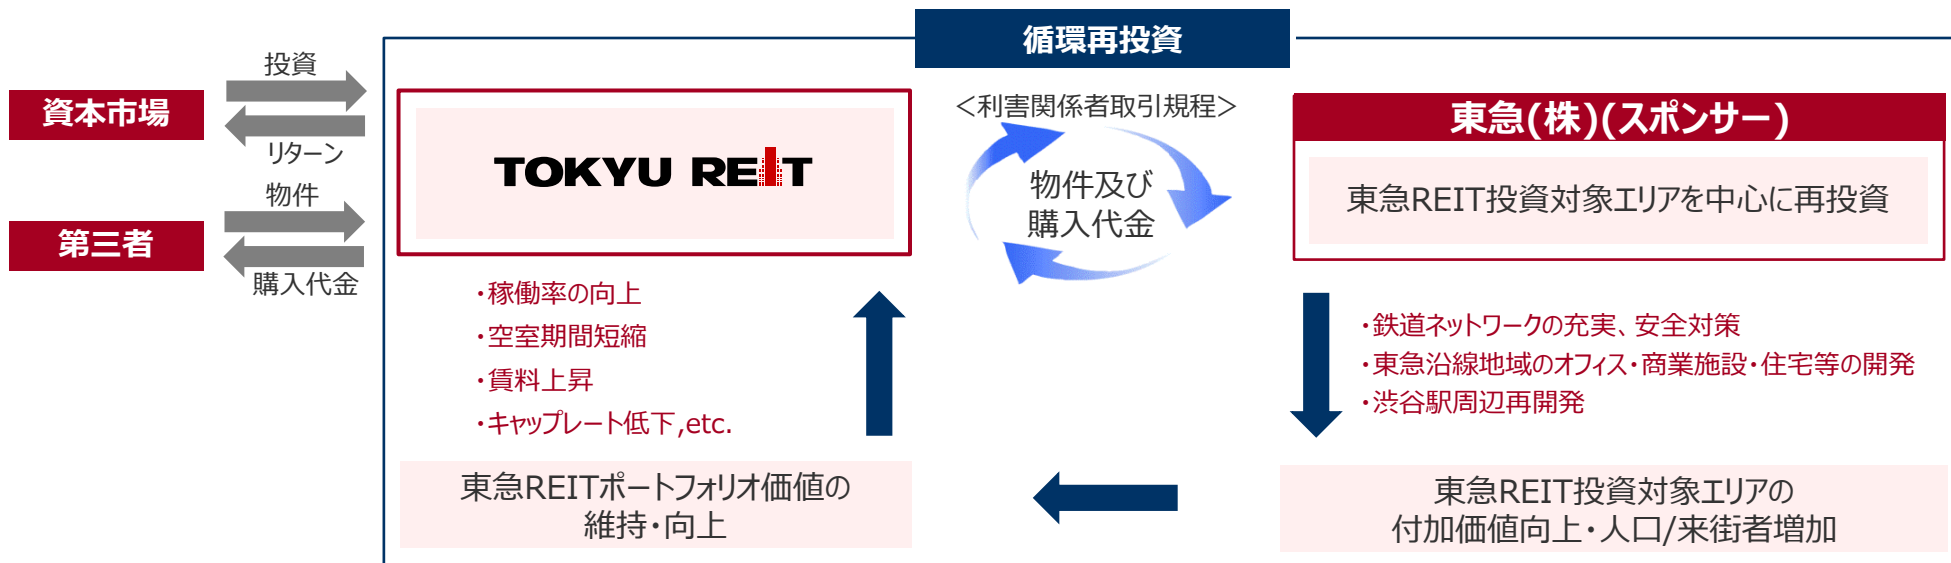 循環再投資
資本市場
投資
リターン
第三者
物件
購入代金
TOKYU REIT
＜利害関係者取引規程＞
物件及び
購入代金
東急(株)(スポンサー)
東急REIT投資対象エリアを中心に再投資
・鉄道ネットワークの充実、安全対策
・東急沿線地域のオフィス・商業施設・住宅等の開発
・渋谷駅周辺再開発
東急REIT投資対象エリアの
付加価値向上・人口/来街者増加
東急REITポートフォリオ価値の
維持・向上
・稼働率の向上
・空室期間短縮
・賃料上昇
・キャップレート低下,etc.